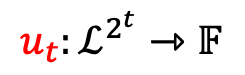 u_t: ℒ^{2^t} → 𝔽